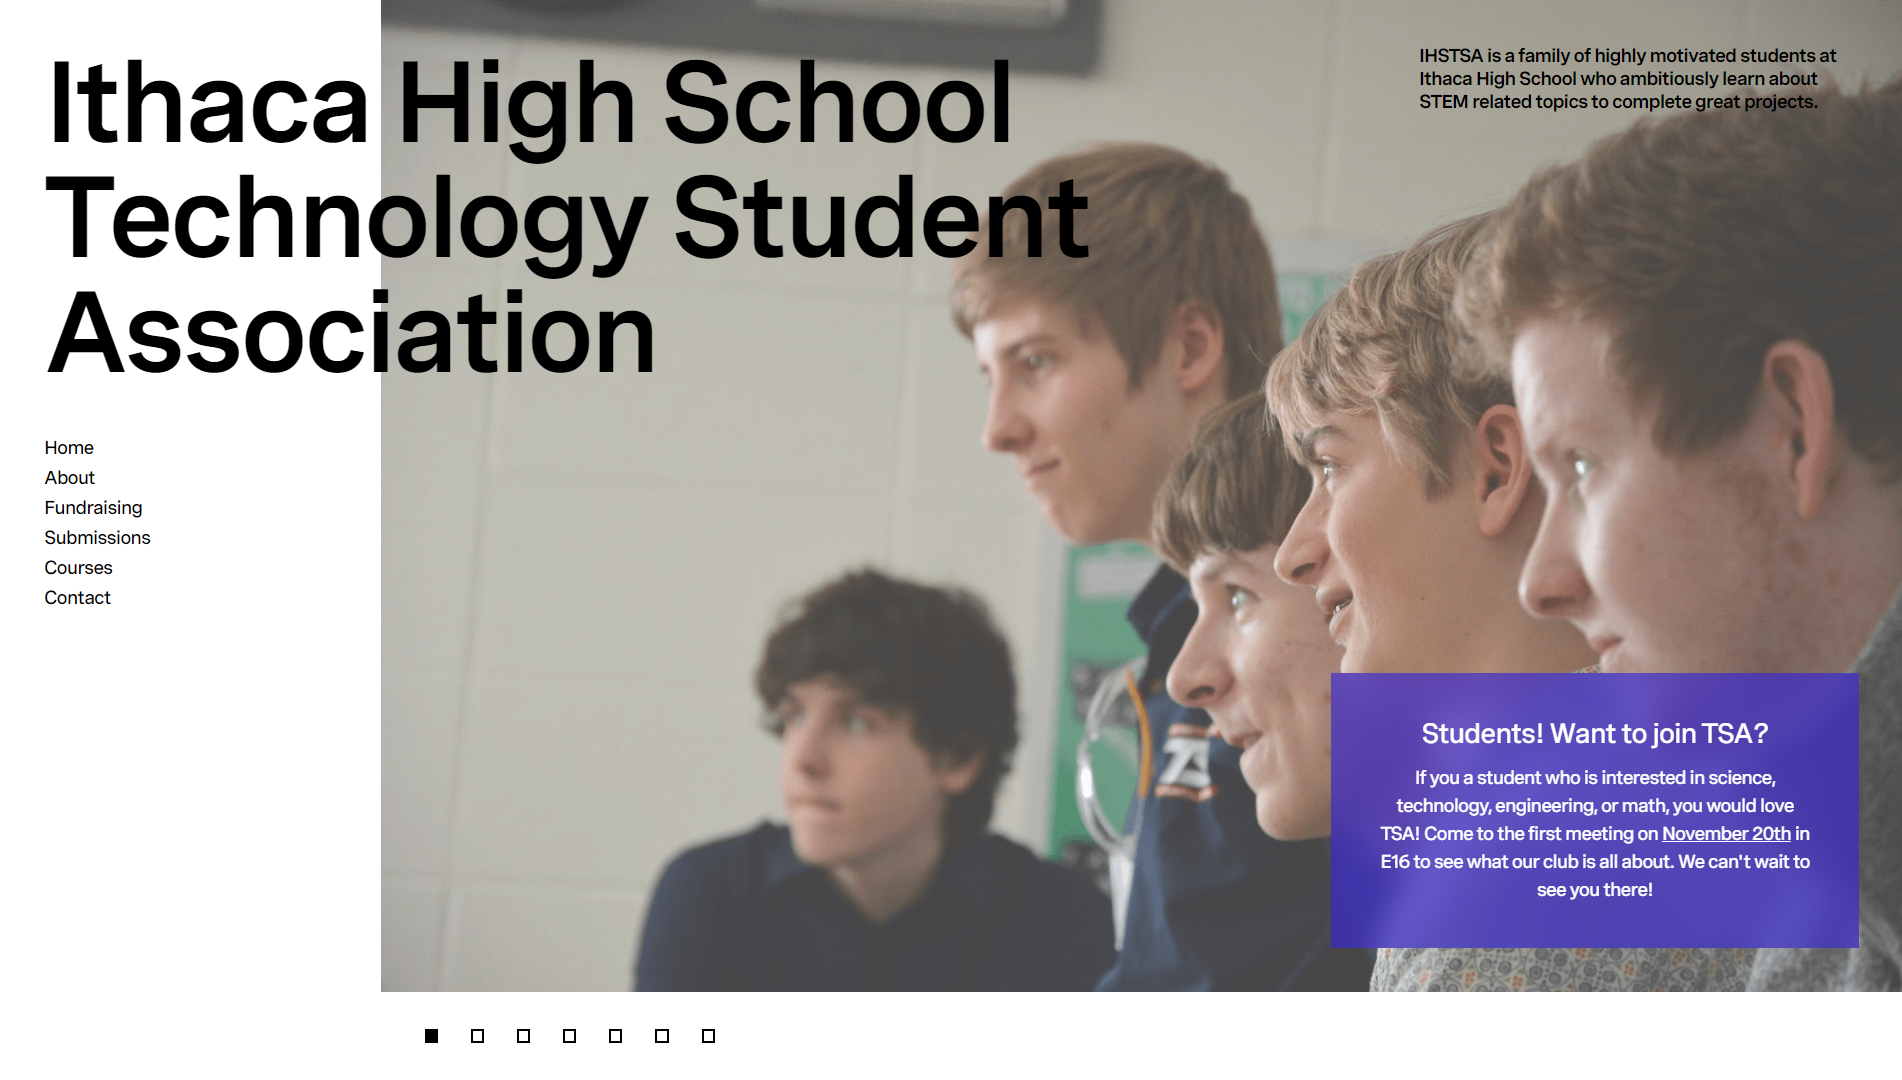 Ithaca High School
Technology Student
Association
IHSTSA is a family of highly motivated students at
Ithaca High School who ambitiously learn about
STEM related topics to complete great projects.
Home
About
Fundraising
Submissions
Courses
Contact
Students! Want to join TSA?
If you a student who is interested in science,
technology, engineering, or math, you would love
TSA! Come to the first meeting on November 20th in
E16 to see what our club is all about. We can't wait to
see you there!